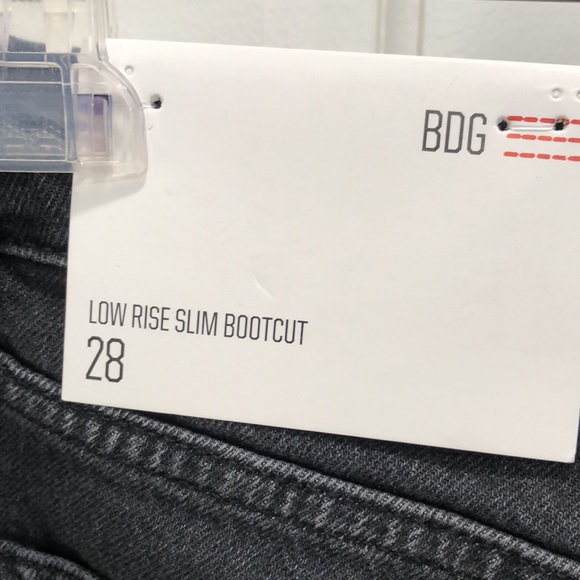 BDG
LOW RISE SLIM BOOTCUT
28